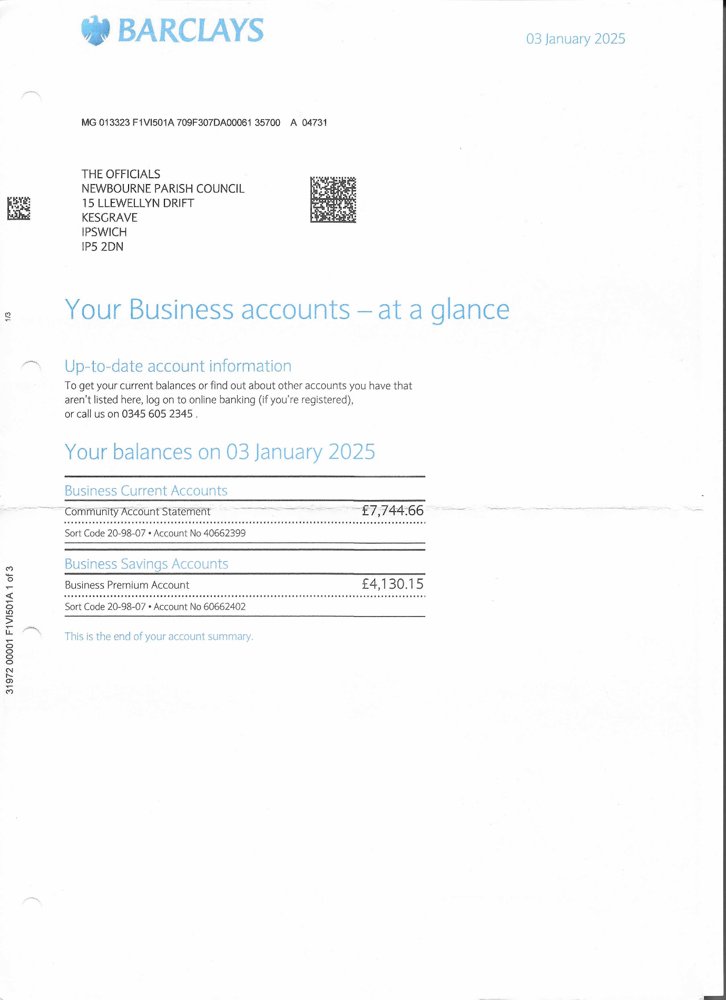 BARCLAYS
03 January 2025
MG 013323 F1VI501A 709F307DA00061 35700 A 04731
THE OFFICIALS
NEWBOURNE PARISH COUNCIL
15 LLEWELLYN DRIFT
KESGRAVE
IPSWICH
IP5 2DN
1/3
Your Business accounts – at a glance
Up-to-date account information
To get your current balances or find out about other accounts you have that
aren't listed here, log on to online banking (if you're registered),
or call us on 0345 605 2345 .
Your balances on 03 January 2025
Business Current Accounts
Community Account Statement £7,744.66
Sort Code 20-98-07 • Account No 40662399
Business Savings Accounts
Business Premium Account £4,130.15
Sort Code 20-98-07 • Account No 60662402
This is the end of your account summary.
31972 00001 F1VI501A 1 of 3